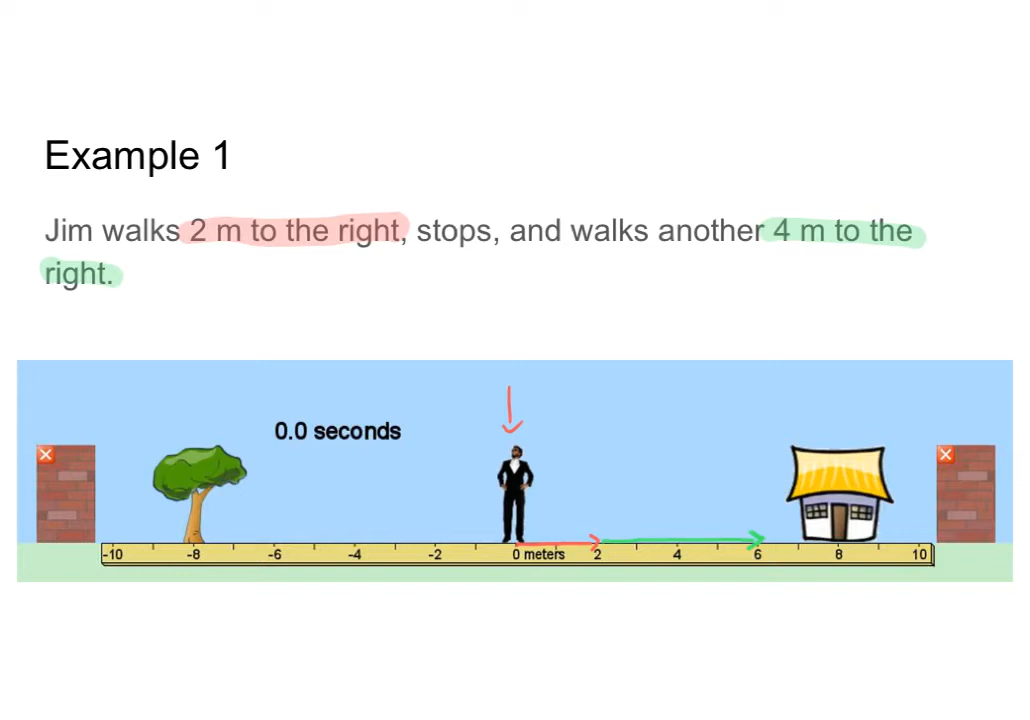 Example 1
Jim walks 2 m to the right, stops, and walks another 4 m to the
right.
0.0 seconds
-10 -8 -6 -4 -2 0 meters 2 4 6 8 10